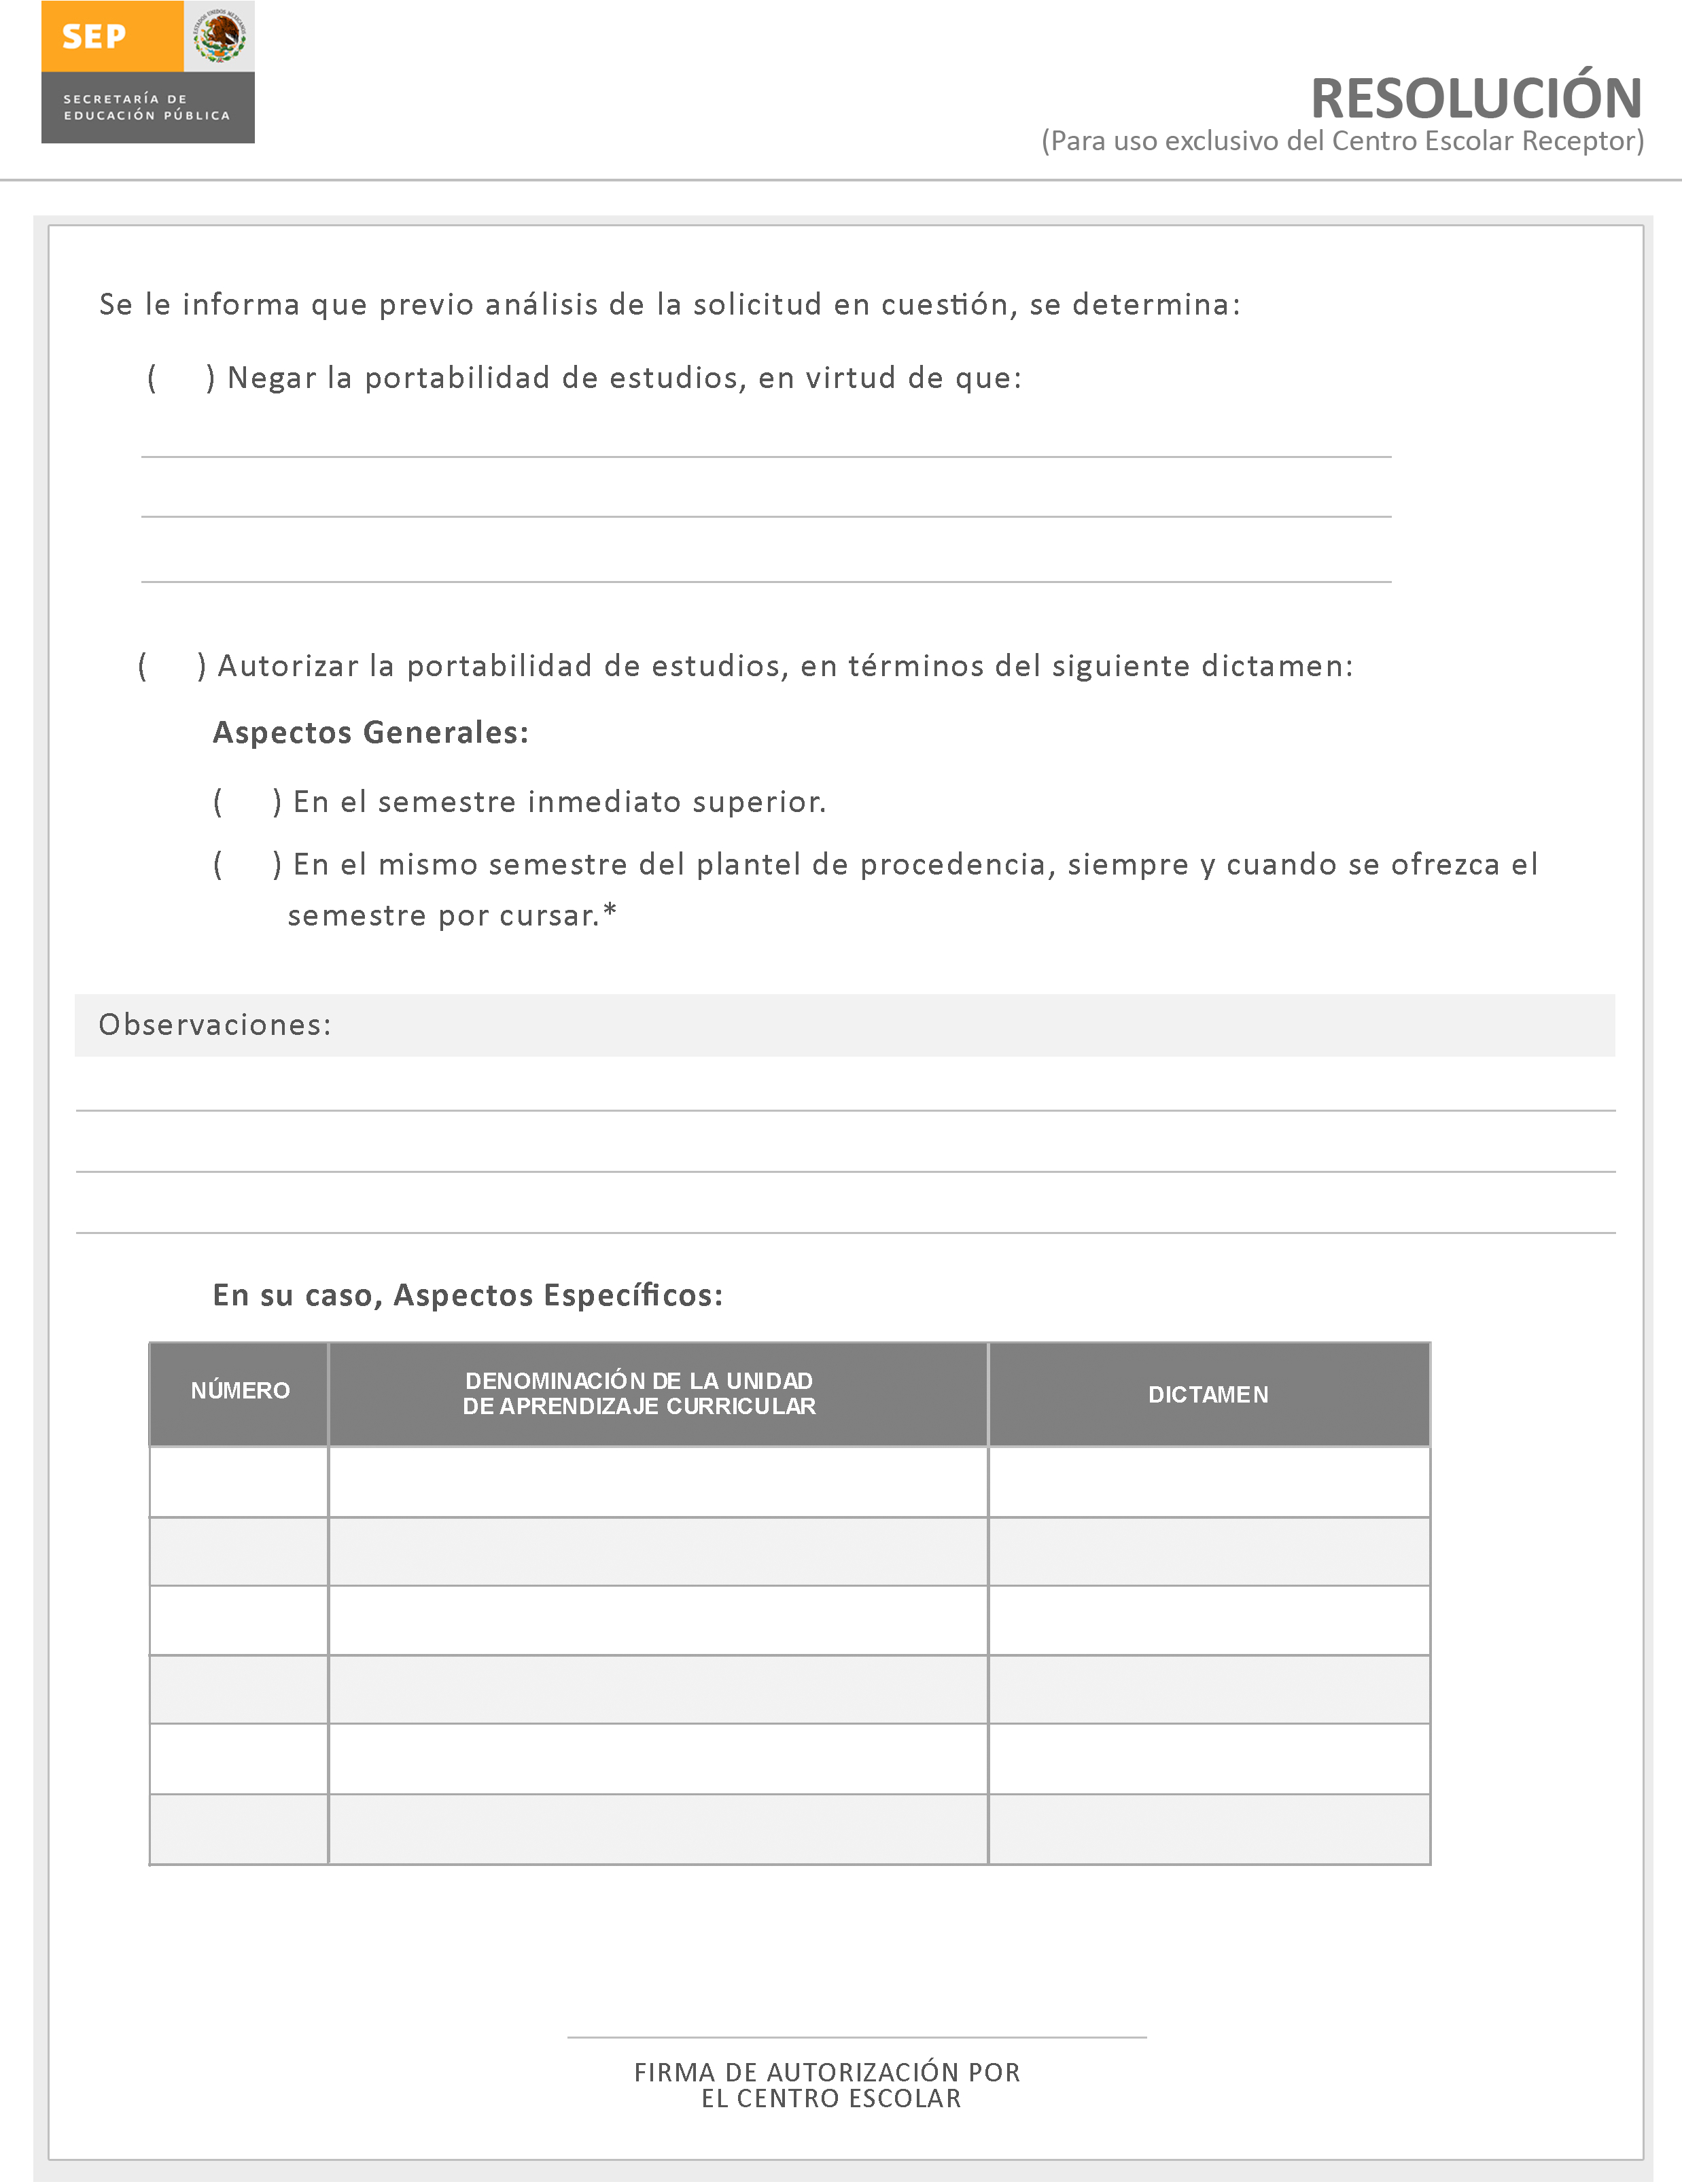 SEP
SECRETARÍA DE
EDUCACIÓN PÚBLICA
RESOLUCIÓN
(Para uso exclusivo del Centro Escolar Receptor)
Se le informa que previo análisis de la solicitud en cuestión, se determina:
(     ) Negar la portabilidad de estudios, en virtud de que:
(     ) Autorizar la portabilidad de estudios, en términos del siguiente dictamen:
Aspectos Generales:
(     ) En el semestre inmediato superior.
(     ) En el mismo semestre del plantel de procedencia, siempre y cuando se ofrezca el
semestre por cursar.*
Observaciones:
En su caso, Aspectos Específicos:
NÚMERO
DENOMINACIÓN DE LA UNIDAD
DE APRENDIZAJE CURRICULAR
DICTAMEN
FIRMA DE AUTORIZACIÓN POR
EL CENTRO ESCOLAR